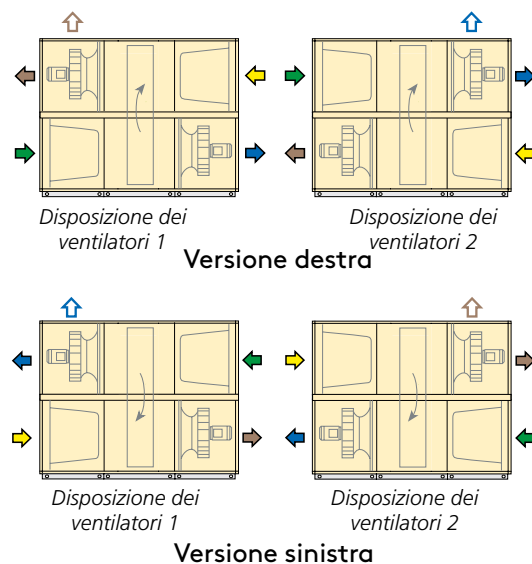 Disposizione dei
ventilatori 1
Disposizione dei
ventilatori 2
Versione destra
Disposizione dei
ventilatori 1
Disposizione dei
ventilatori 2
Versione sinistra